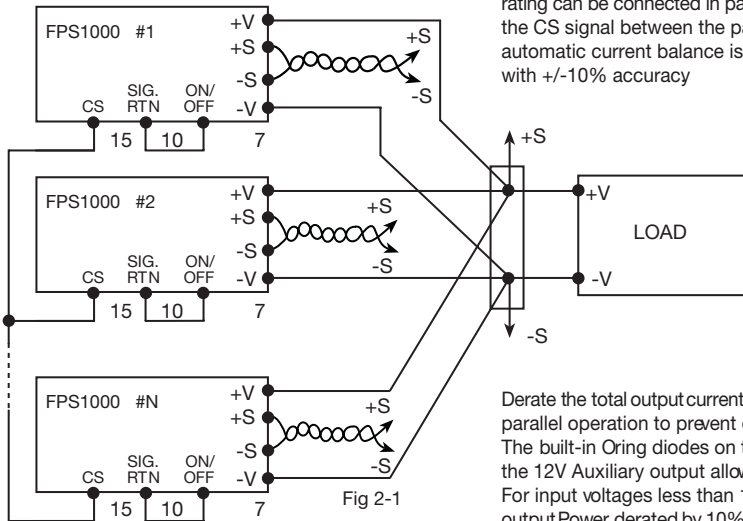 rating can be connected in
the CS signal between the
automatic current balance is
with +/-10% accuracy
FPS1000 #1
+V
+S
-S
-V
CS
SIG.
RTN
ON/
OFF
15
10
7
+S
-S
FPS1000 #2
+V
+S
-S
-V
CS
SIG.
RTN
ON/
OFF
15
10
7
+S
-S
FPS1000 #N
+V
+S
-S
-V
CS
SIG.
RTN
ON/
OFF
15
10
7
+S
-S
+S
-S
+V
-V
LOAD
Fig 2-1
Derate the total output current
parallel operation to prevent
The built-in Oring diodes on
the 12V Auxiliary output
For input voltages less than
output Power derated by 10%